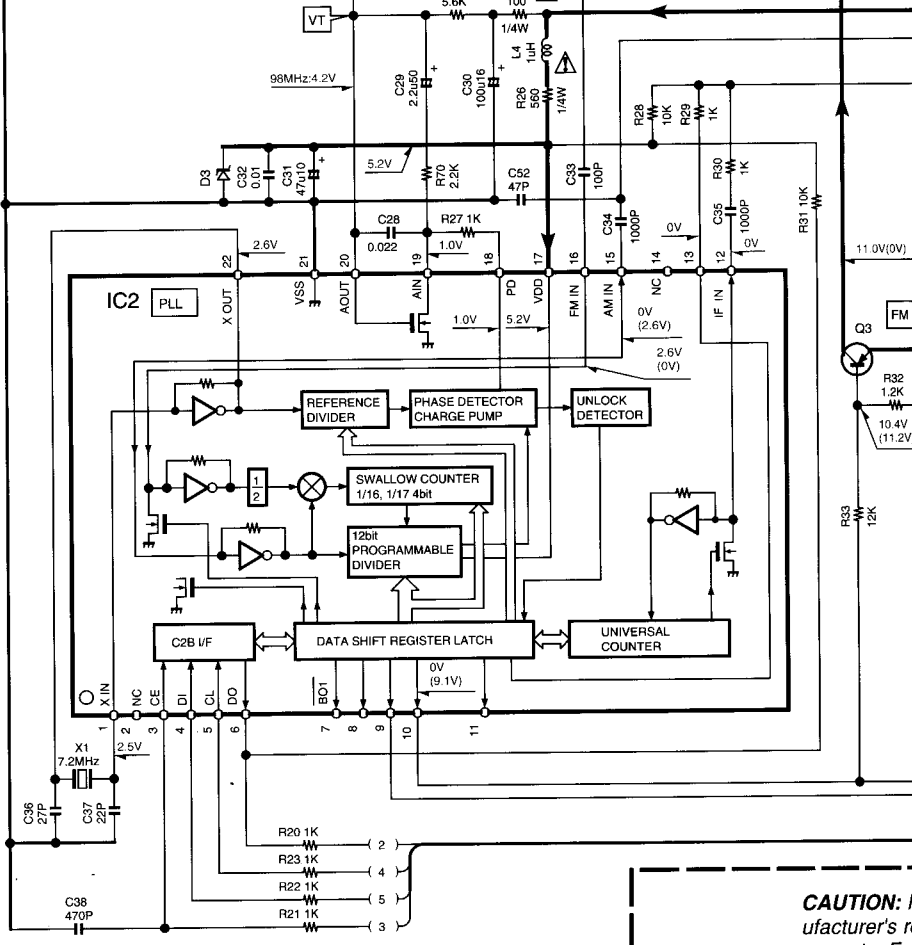 5.6K
100
1/4W
VT
L4
1uH
98MHz:4.2V
C29
2.2u50
C30
100u16
R26
560
1/4W
R28
10K
R29
1K
D3
C32
0.01
C31
47u10
5.2V
R70
2.2K
C52
47P
C33
100P
C34
1000P
R30
1K
C35
1000P
R31 10K
C28
0.022
R27 1K
2.6V
1.0V
0V
0V
11.0V(0V)
22
21
20
19
18
17
16
15
14
13
12
X OUT
VSS
AOUT
AIN
PD
VDD
FM IN
AM IN
NC
IF IN
IC2
PLL
FM
1.0V
5.2V
0V
(2.6V)
2.6V
(0V)
Q3
R32
1.2K
10.4V
(11.2V
REFERENCE
DIVIDER
PHASE DETECTOR
CHARGE PUMP
UNLOCK
DETECTOR
1
2
SWALLOW COUNTER
1/16, 1/17 4bit
12bit
PROGRAMMABLE
DIVIDER
R33
12K
C2B I/F
DATA SHIFT REGISTER LATCH
UNIVERSAL
COUNTER
0V
(9.1V)
X IN
NC
CE
DI
CL
DO
BO1
1
2
3
4
5
6
7
8
9
10
11
X1
7.2MHz
2.5V
C36
27P
C37
22P
R20 1K
(2)
R23 1K
(4)
R22 1K
(5)
R21 1K
(3)
C38
470P
CAUTION:
ufacturer's